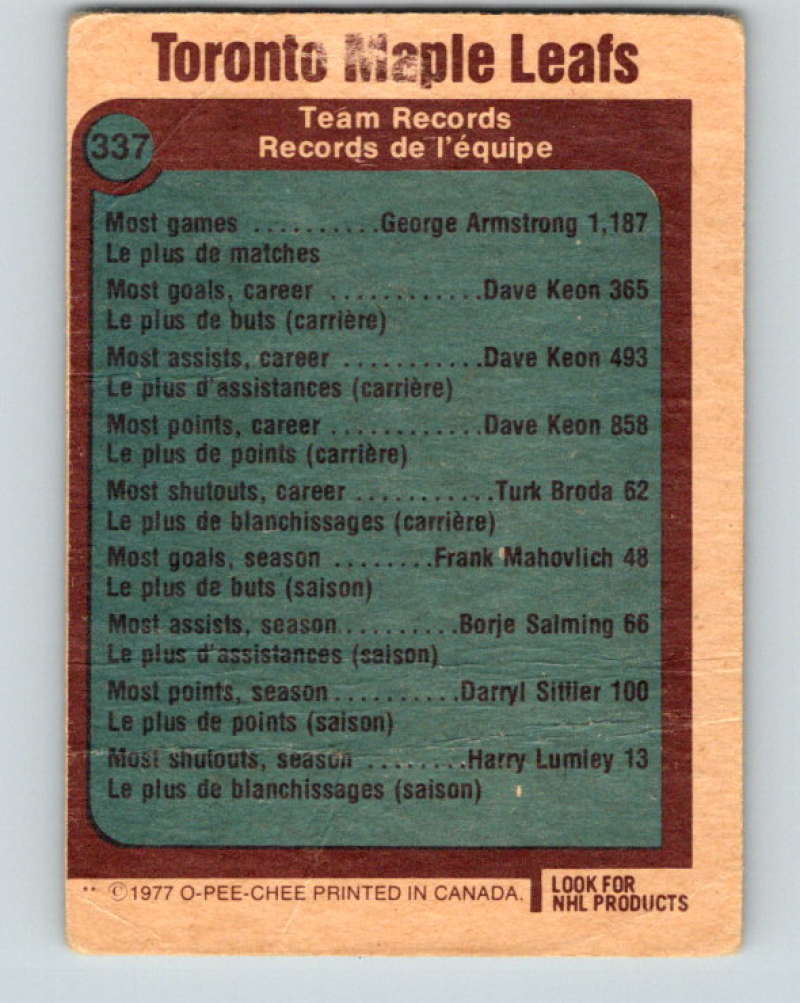 Toronto Maple Leafs
Team Records
337
Records de l'équipe
Most games ..........George Armstrong 1,187
Le plus de matches
Most goals, career ............Dave Keon 365
Le plus de buts (carrière)
Most assists, career ...........Dave Keon 493
Le plus d'assistances (carrière)
Most points, career ............Dave Keon 858
Le plus de points (carrière)
Most shutouts, career ...........Turk Broda 62
Le plus de blanchissages (carrière)
Most goals, season ........Frank Mahovlich 48
Le plus de buts (saison)
Most assists, season..........Borje Salming 66
Le plus d'assistances (saison)
Most points, season..........Darryl Sittler 100
Le plus de points (saison)
Most shutouts, season ........Harry Lumley 13
Le plus de blanchissages (saison)
** ©1977 O-PEE-CHEE PRINTED IN CANADA.
LOOK FOR
NHL PRODUCTS